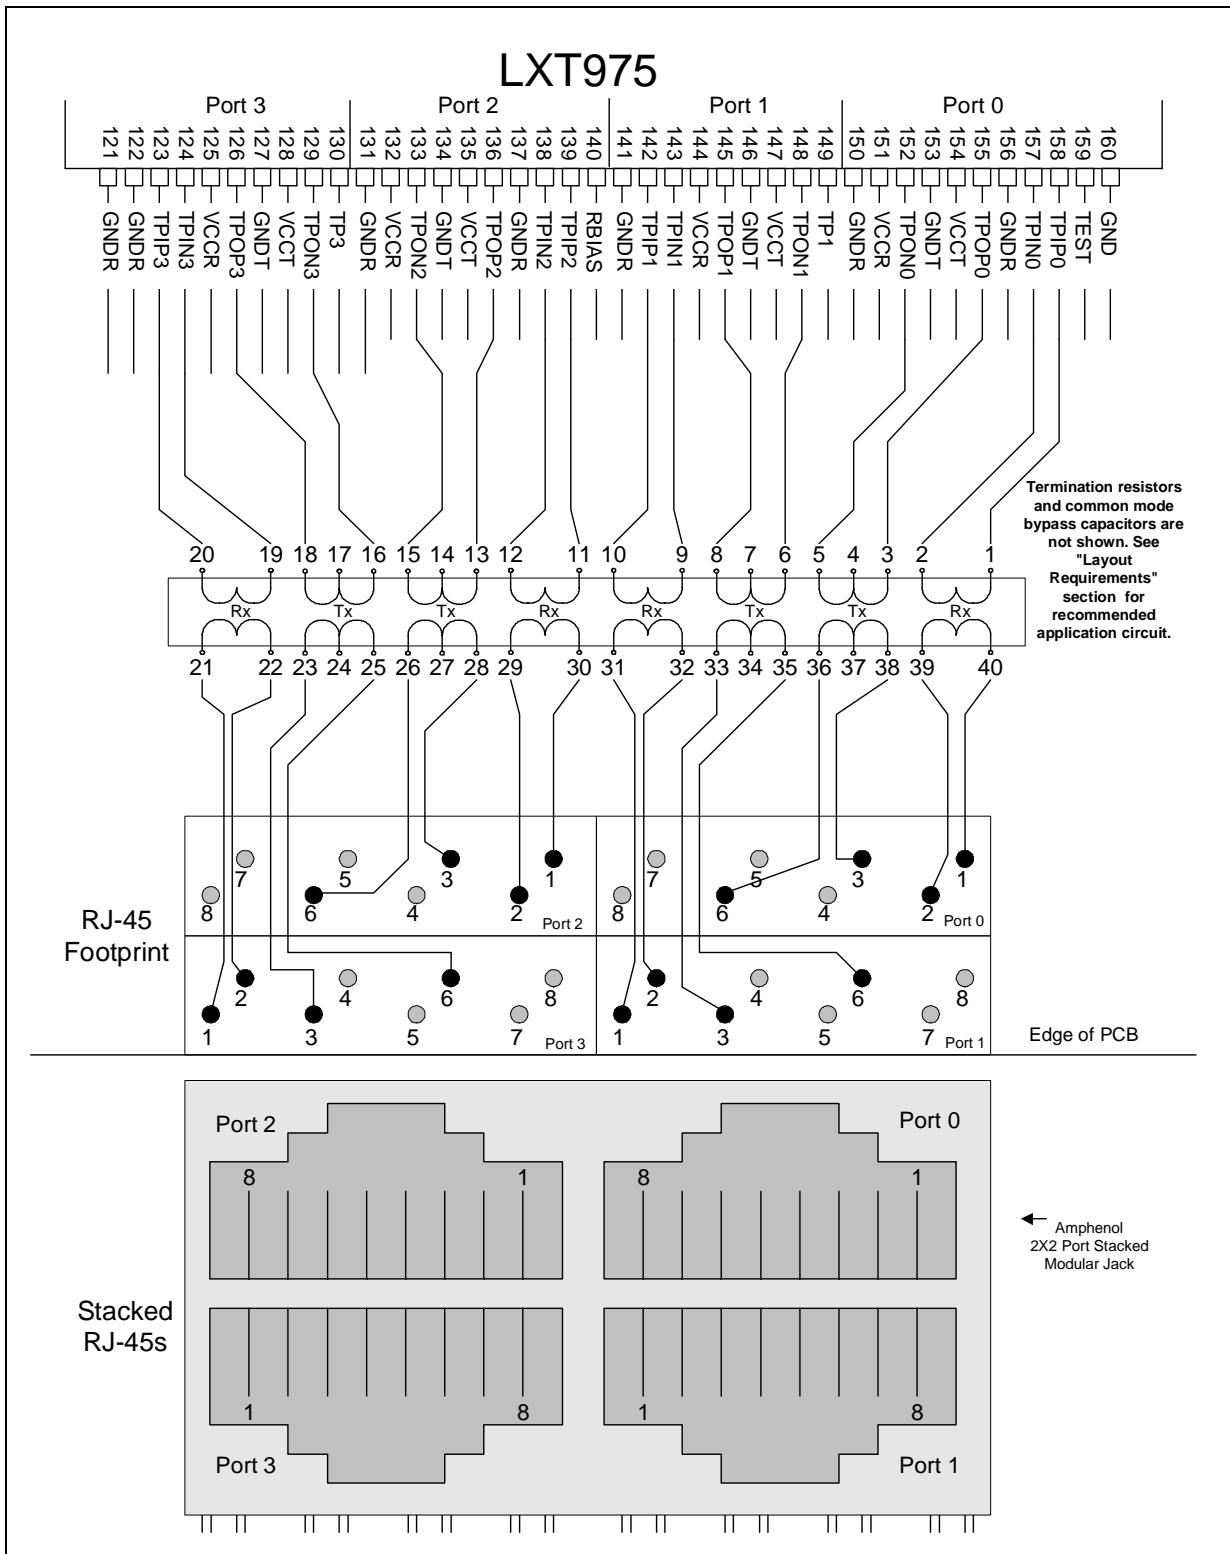 LXT975
Port 3 Port 2 Port 1 Port 0
121 122 123 124 125 126 127 128 129 130 131 132 133 134 135 136 137 138 139 140 141 142 143 144 145 146 147 148 149 150 151 152 153 154 155 156 157 158 159 160
GNDR GNDR TPIP3 TPIN3 VCCR TPOP3 GNDT VCCT TPON3 TP3 GNDR VCCR TPON2 GNDT VCCT TPOP2 GNDR TPIN2 TPIP2 RBIAS GNDR TPIP1 TPIN1 VCCR TPOP1 GNDT VCCT TPON1 TP1 GNDR VCCR TPON0 GNDT VCCT TPOP0 GNDR TPIN0 TPIP0 TEST GND
Termination resistors
and common mode
bypass capacitors are
not shown. See
"Layout
Requirements"
section for
recommended
application circuit.
20 19 18 17 16 15 14 13 12 11 10 9 8 7 6 5 4 3 2 1
Rx Tx Tx Rx Rx Tx Tx Rx
21 22 23 24 25 26 27 28 29 30 31 32 33 34 35 36 37 38 39 40
7 5 3 1 7 5 3 1
8 6 4 2 8 6 4 2
Port 2 Port 0
RJ-45
Footprint
2 4 6 8 2 4 6 8
1 3 5 7 1 3 5 7
Port 3 Port 1
Edge of PCB
Port 2 Port 0
8 1 8 1
Amphenol
2X2 Port Stacked
Modular Jack
Stacked
RJ-45s
1 8 1 8
Port 3 Port 1